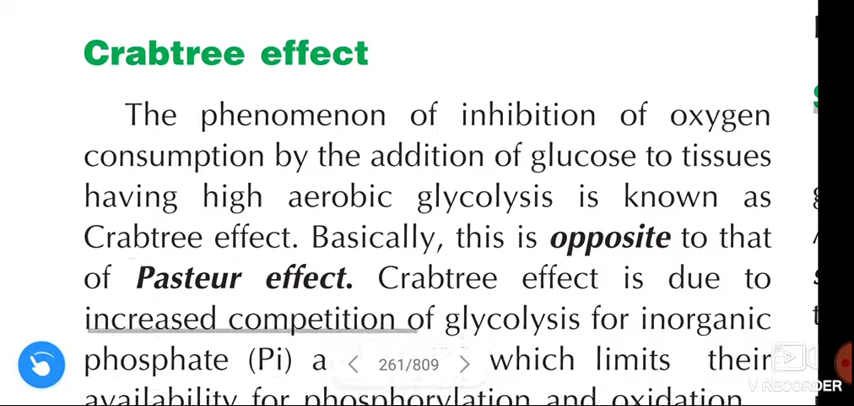 Crabtree effect
The phenomenon of inhibition of oxygen
consumption by the addition of glucose to tissues
having high aerobic glycolysis is known as
Crabtree effect. Basically, this is opposite to that
of Pasteur effect. Crabtree effect is due to
increased competition of glycolysis for inorganic
phosphate (Pi) a which limits their
261/809
availability for phosphorylation and oxidation.
V RECORDER